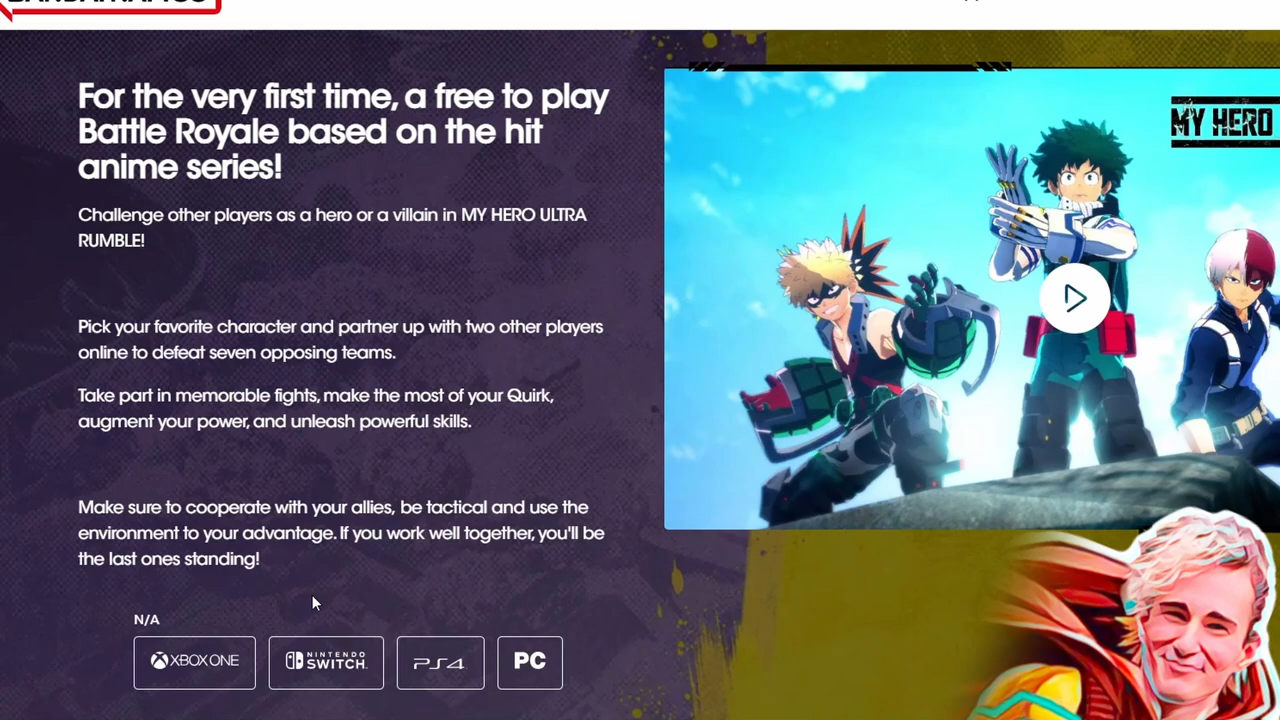 For the very first time, a free to play
Battle Royale based on the hit
anime series!
Challenge other players as a hero or a villain in MY HERO ULTRA
RUMBLE!
Pick your favorite character and partner up with two other players
online to defeat seven opposing teams.
Take part in memorable fights, make the most of your Quirk,
augment your power, and unleash powerful skills.
Make sure to cooperate with your allies, be tactical and use the
environment to your advantage. If you work well together, you'll be
the last ones standing!
N/A
XBOX ONE
NINTENDO
SWITCH
PS4
PC
MY HERO